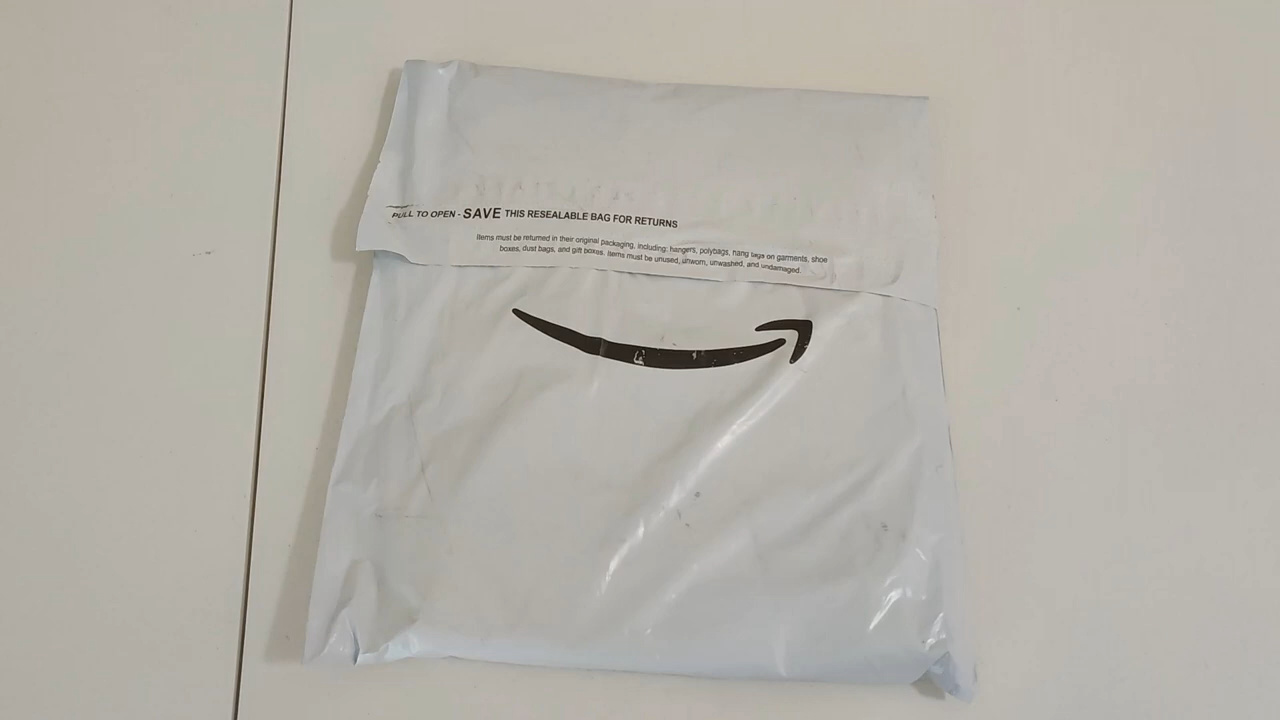 PULL TO OPEN - SAVE THIS RESEALABLE BAG FOR RETURNS
Items must be returned in their original packaging, including: hangers, polybags, hang tags on garments, shoe
boxes, dust bags, and gift boxes. Items must be unused, unworn, unwashed, and undamaged.